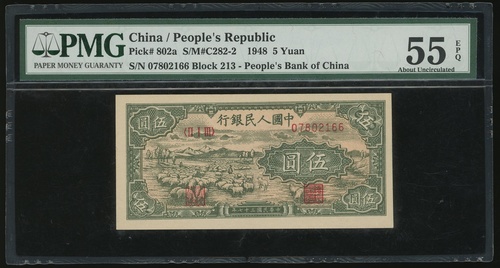 PMG
PAPER MONEY GUARANTY
China / People's Republic
Pick# 802a S/M#C282-2 1948 5 Yuan
S/N 07802166 Block 213 - People's Bank of China
55 EPQ
About Uncirculated
中國人民銀行
07802166
伍圓
圓伍
伍
伍
伍